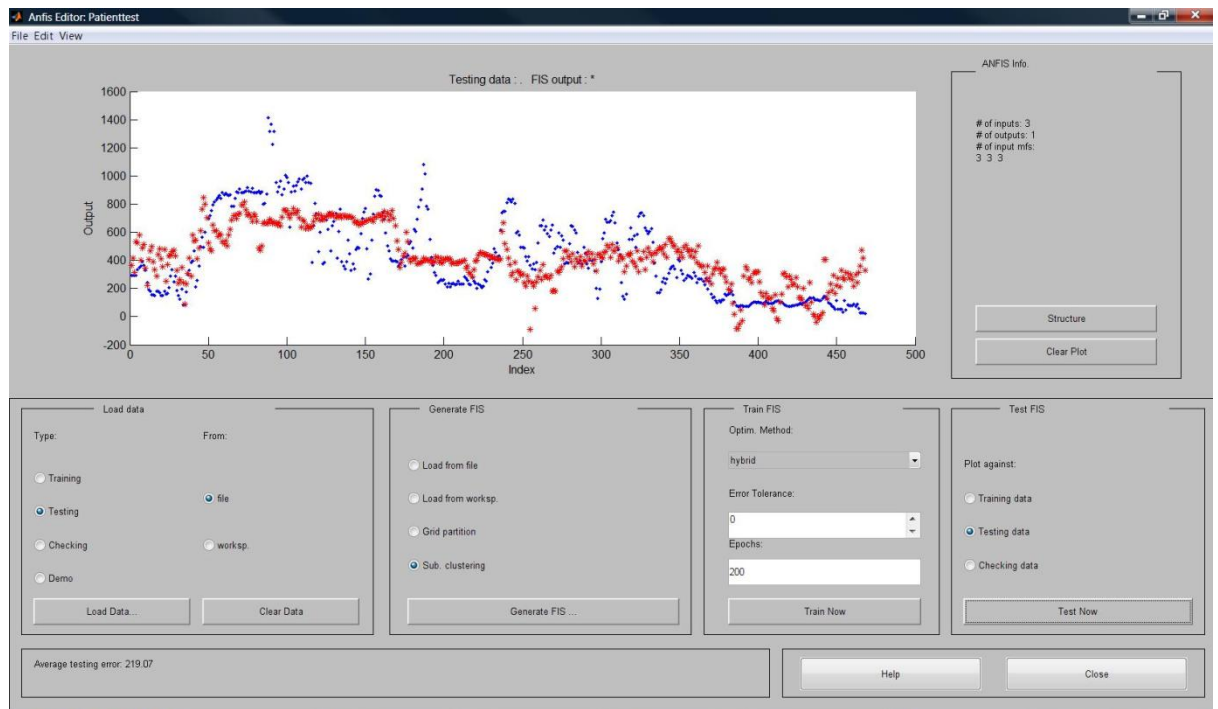 Anfis Editor: Patienttest
File Edit View
Testing data : .   FIS output : *
1600
1400
1200
1000
800
600
400
200
0
-200
Output
0 50 100 150 200 250 300 350 400 450 500
Index
ANFIS Info.
# of inputs: 3
# of outputs: 1
# of input mfs:
3 3 3
Structure
Clear Plot
Load data
Type:
From:
Training
Testing
Checking
Demo
file
worksp.
Load Data...
Clear Data
Generate FIS
Load from file
Load from worksp.
Grid partition
Sub. clustering
Generate FIS ...
Train FIS
Optim. Method:
hybrid
Error Tolerance:
0
Epochs:
200
Train Now
Test FIS
Plot against:
Training data
Testing data
Checking data
Test Now
Average testing error: 219.07
Help
Close